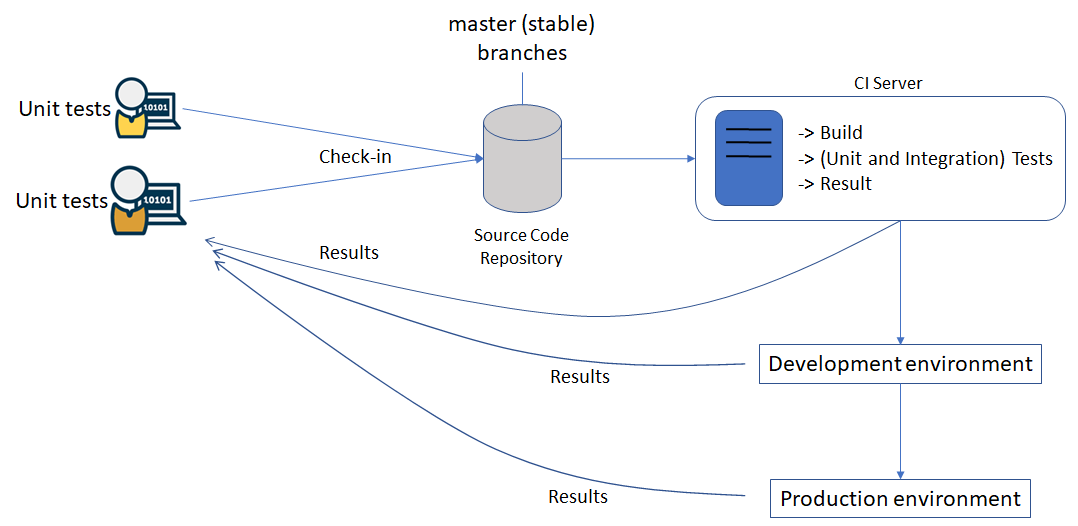 master (stable)
branches
CI Server
Unit tests
10101
-> Build
-> (Unit and Integration) Tests
-> Result
Check-in
Unit tests
10101
Source Code
Repository
Results
Development environment
Results
Production environment
Results